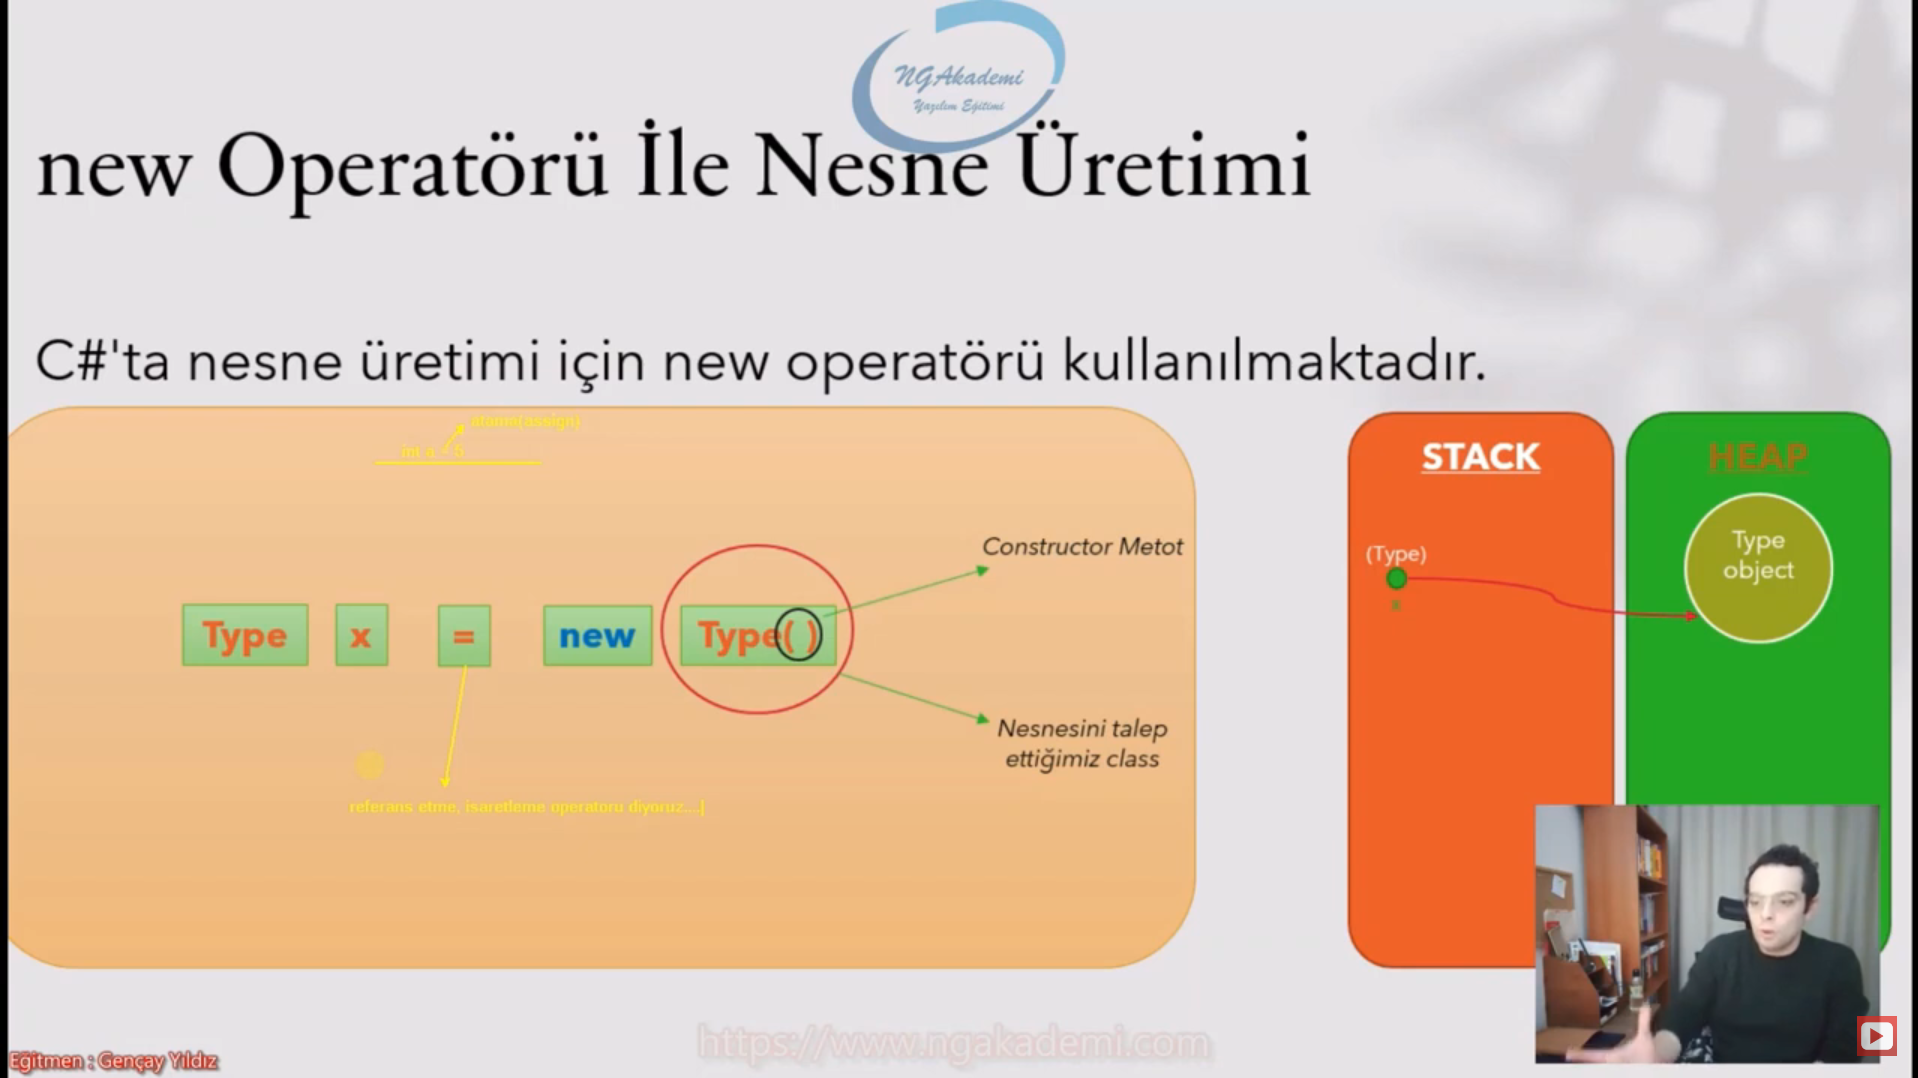 NGAkademi
Yazılım Eğitimi
new Operatörü İle Nesne Üretimi
C#'ta nesne üretimi için new operatörü kullanılmaktadır.
atama(assign)
int a = 5
Type x = new Type( )
Constructor Metot
Nesnesini talep
ettiğimiz class
referans etme, isaretleme operatoru diyoruz....|
STACK
(Type)
x
HEAP
Type
object
https://www.ngakademi.com
Eğitmen : Gençay Yıldız